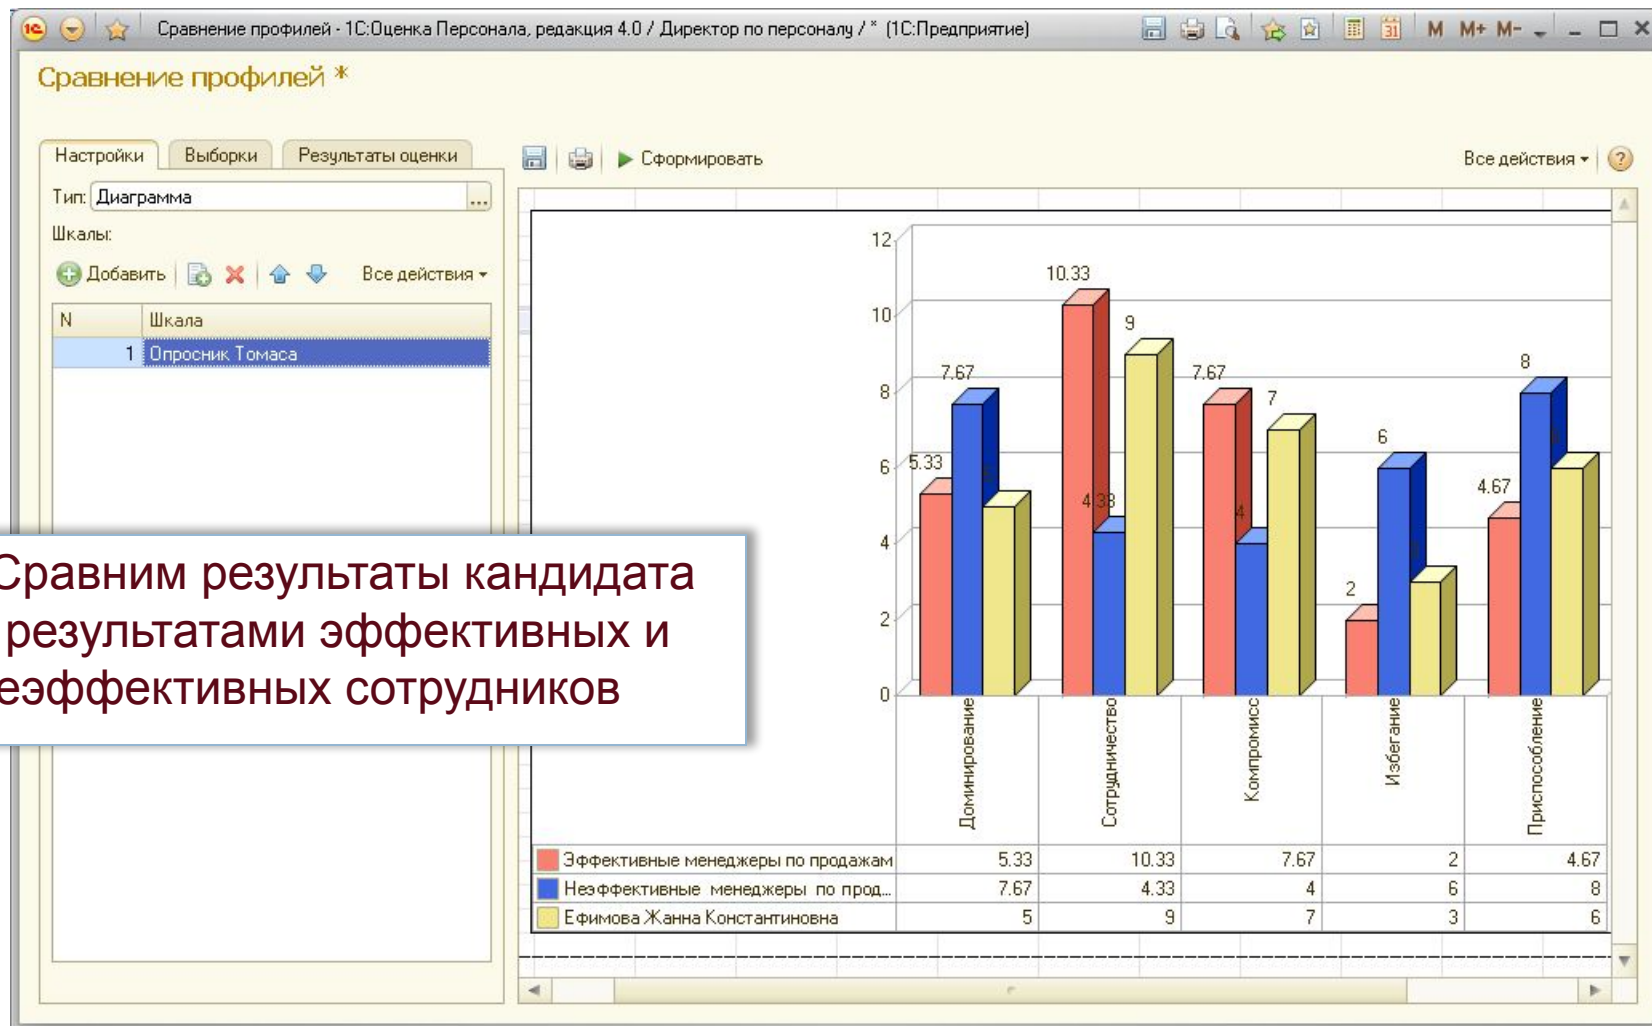 Сравнение профилей - 1С:Оценка Персонала, редакция 4.0 / Директор по персоналу / * (1С:Предприятие)
31 M M+ M-
Сравнение профилей *
Настройки Выборки Результаты оценки
Сформировать Все действия
Тип: Диаграмма ...
Шкалы:
Добавить Все действия
N Шкала
1 Опросник Томаса
Сравним результаты кандидата
результатами эффективных и
еэффективных сотрудников
12
10
8
6
4
2
0
5.33 7.67
10.33 4.33 9
7.67 4 7
2 6
4.67 8
Доминирование
Сотрудничество
Компромисс
Избегание
Приспособление
Эффективные менеджеры по продажам 5.33 10.33 7.67 2 4.67
Неэффективные менеджеры по прод... 7.67 4.33 4 6 8
Ефимова Жанна Константиновна 5 9 7 3 6